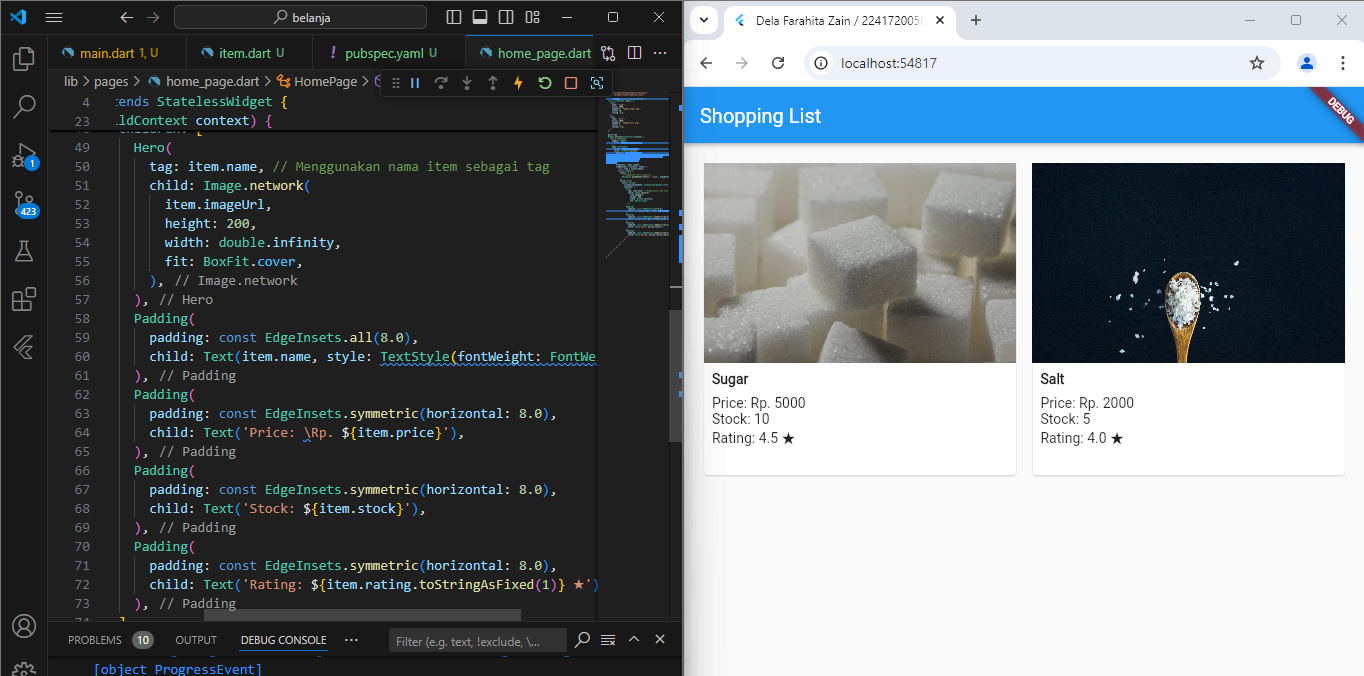 belanja
main.dart 1, U
item.dart U
! pubspec.yaml U
home_page.dart
lib > pages > home_page.dart > HomePage >
4 tends StatelessWidget {
23 ildContext context) {
children: [
49 Hero(
50 tag: item.name, // Menggunakan nama item sebagai tag
51 child: Image.network(
52 item.imageUrl,
53 height: 200,
54 width: double.infinity,
55 fit: BoxFit.cover,
56 ), // Image.network
57 ), // Hero
58 Padding(
59 padding: const EdgeInsets.all(8.0),
60 child: Text(item.name, style: TextStyle(fontWeight: FontWei
61 ), // Padding
62 Padding(
63 padding: const EdgeInsets.symmetric(horizontal: 8.0),
64 child: Text('Price: \Rp. ${item.price}'),
65 ), // Padding
66 Padding(
67 padding: const EdgeInsets.symmetric(horizontal: 8.0),
68 child: Text('Stock: ${item.stock}'),
69 ), // Padding
70 Padding(
71 padding: const EdgeInsets.symmetric(horizontal: 8.0),
72 child: Text('Rating: ${item.rating.toStringAsFixed(1)} ★')
73 ), // Padding
74 ]
1
423
PROBLEMS 10 OUTPUT DEBUG CONSOLE ···
Filter (e.g. text, !exclude, \...
[object ProgressEvent]
Dela Farahita Zain / 224172005
localhost:54817
Shopping List
DEBUG
Sugar
Price: Rp. 5000
Stock: 10
Rating: 4.5 ★
Salt
Price: Rp. 2000
Stock: 5
Rating: 4.0 ★